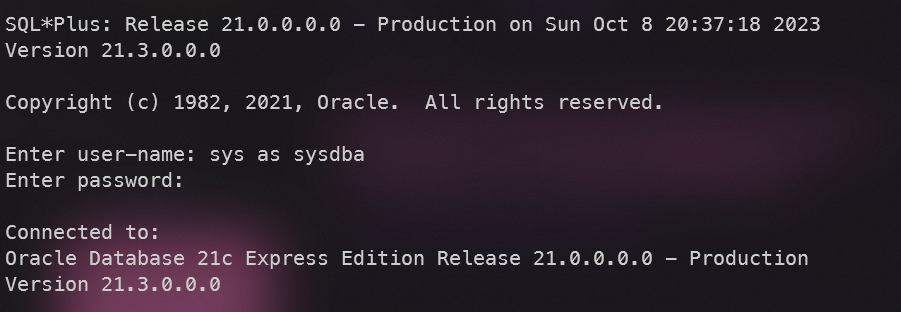 SQL*Plus: Release 21.0.0.0.0 - Production on Sun Oct 8 20:37:18 2023
Version 21.3.0.0.0
Copyright (c) 1982, 2021, Oracle.  All rights reserved.
Enter user-name: sys as sysdba
Enter password:
Connected to:
Oracle Database 21c Express Edition Release 21.0.0.0.0 - Production
Version 21.3.0.0.0